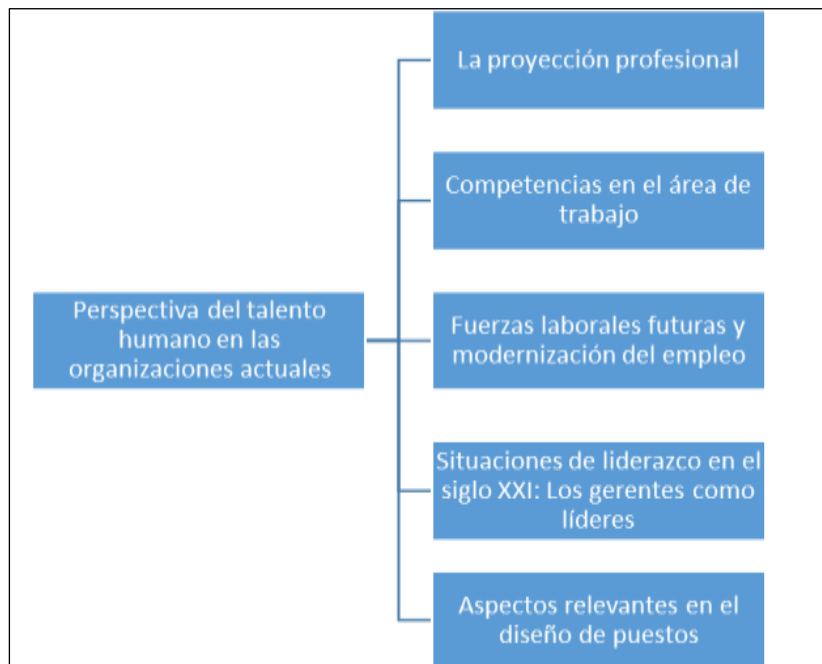 La proyección profesional
Competencias en el área de
trabajo
Perspectiva del talento
humano en las
organizaciones actuales
Fuerzas laborales futuras y
modernización del empleo
Situaciones de liderazco en el
siglo XXI: Los gerentes como
líderes
Aspectos relevantes en el
diseño de puestos